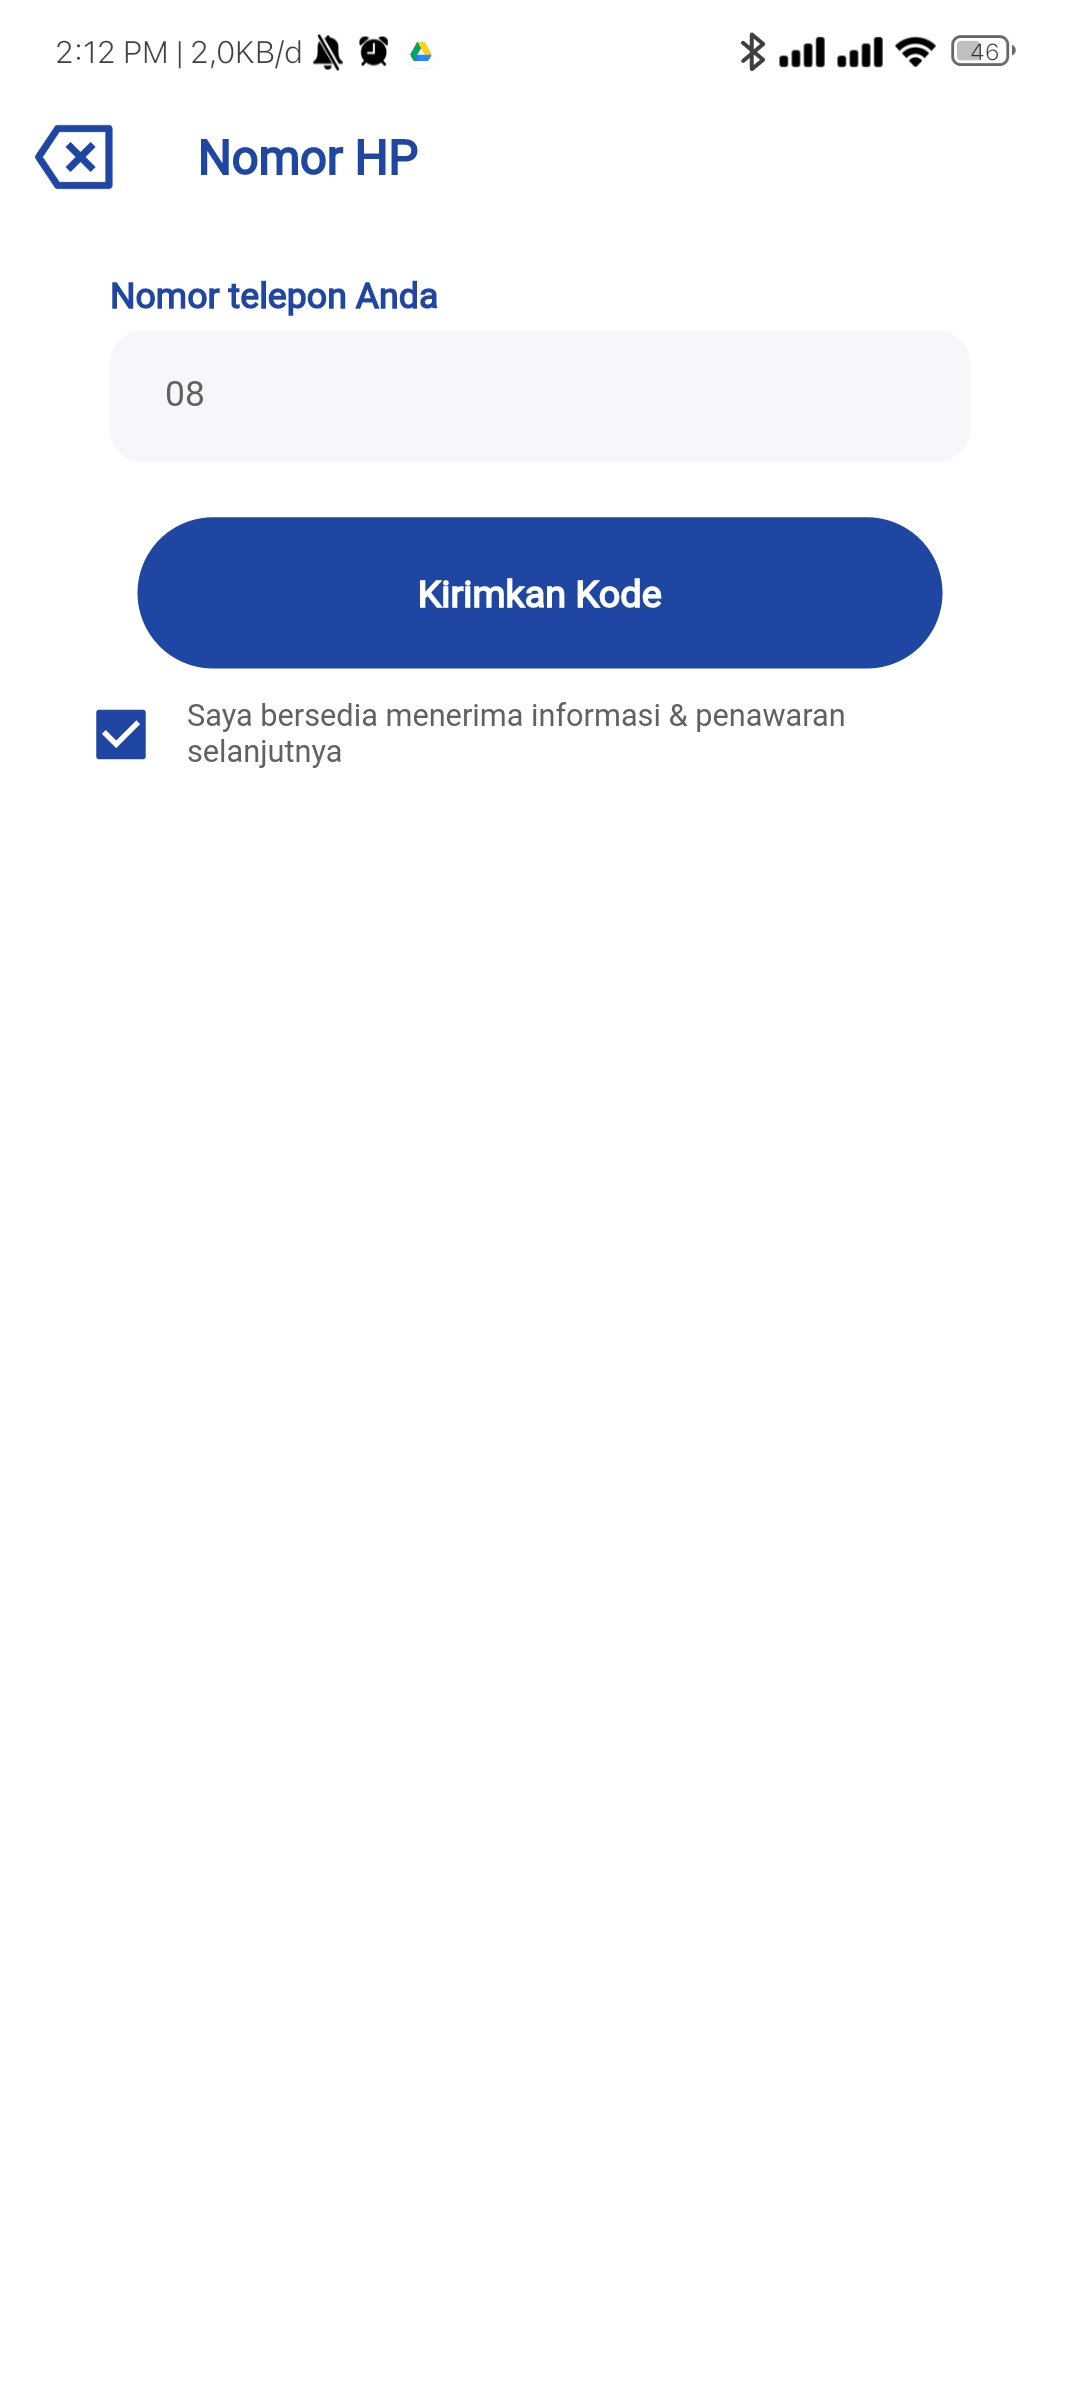 2:12 PM | 2,0KB/d
46
Nomor HP
Nomor telepon Anda
08
Kirimkan Kode
Saya bersedia menerima informasi & penawaran
selanjutnya